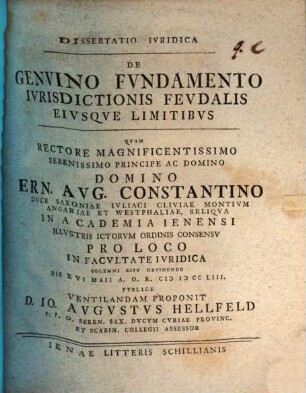 DISSERTATIO IVRIDICA
DE
GENVINO FVNDAMENTO
IVRISDICTIONIS FEVDALIS
EIVSQVE LIMITIBVS
QVAM
RECTORE MAGNIFICENTISSIMO
SERENISSIMO PRINCIPE AC DOMINO
DOMINO
ERN. AVG. CONSTANTINO
DVCE SAXONIAE IVLIACI CLIVIAE MONTIVM
ANGARIAE ET WESTPHALIAE, RELIQVA
IN ACADEMIA IENENSI
ILLVSTRIS ICTORVM ORDINIS CONSENSV
PRO LOCO
IN FACVLTATE IVRIDICA
SOLEMNI RITV OBTINENDO
DIE XVI MAII A. O. R. CIↃ IↃ CC LIII,
PVBLICE
VENTILANDAM PROPONIT
D. IO. AVGVSTVS HELLFELD
P. P. O. SEREN. SAX. DVCVM CVRIAE PROVINC.
ET SCABIN. COLLEGII ASSESSOR
IENAE LITTERIS SCHILLIANIS